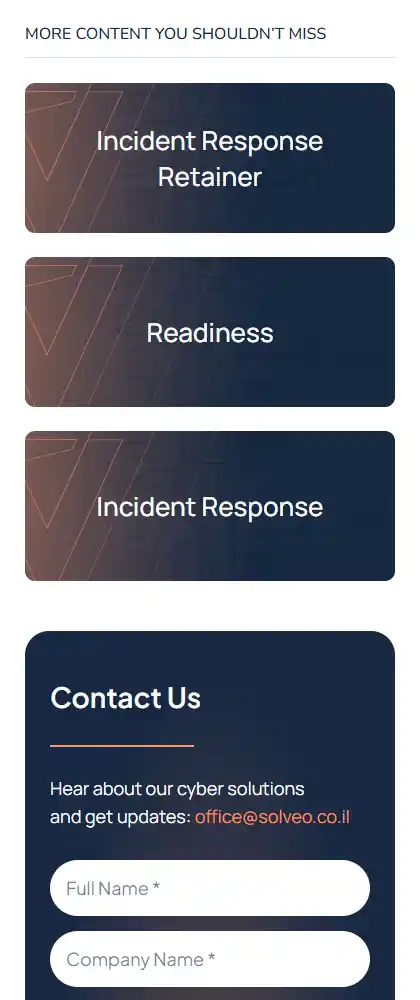 MORE CONTENT YOU SHOULDN'T MISS
Incident Response
Retainer
Readiness
Incident Response
Contact Us
Hear about our cyber solutions
and get updates: office@solveo.co.il
Full Name *
Company Name *